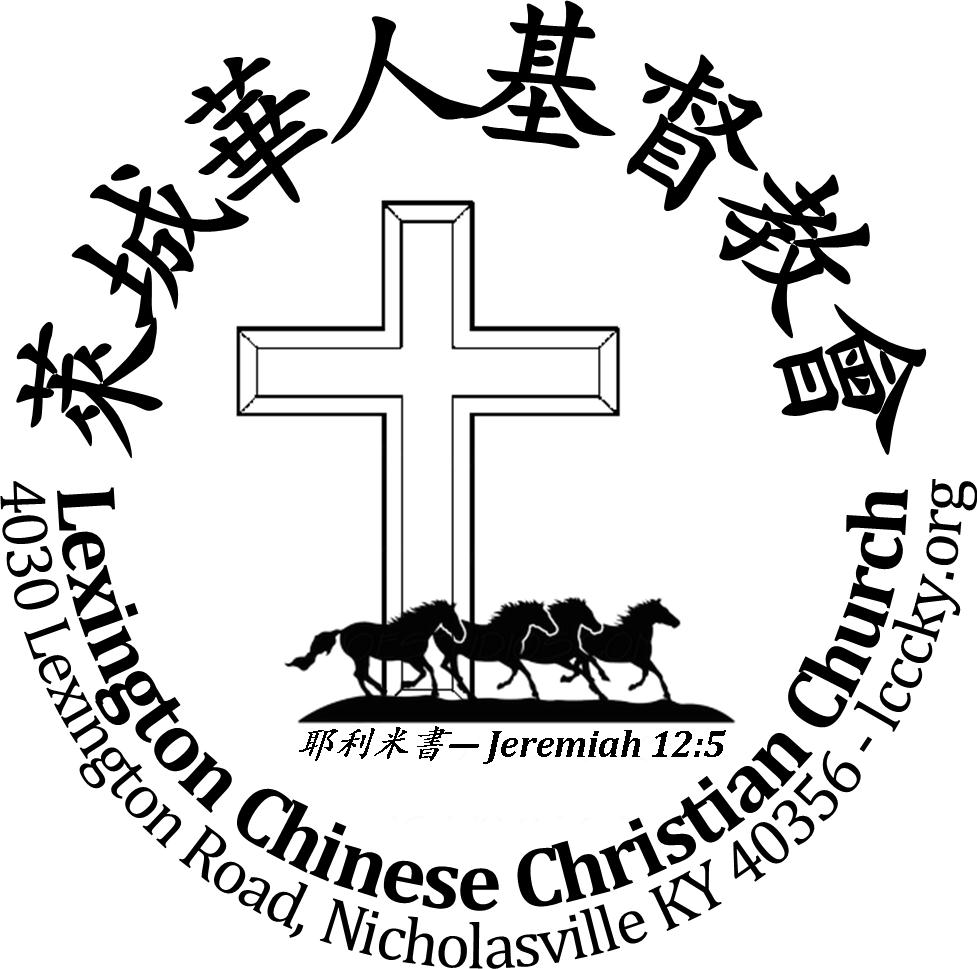 萊城華人基督教會
耶利米書— Jeremiah 12:5
Lexington Chinese Christian Church
4030 Lexington Road, Nicholasville KY 40356 - lcccky.org